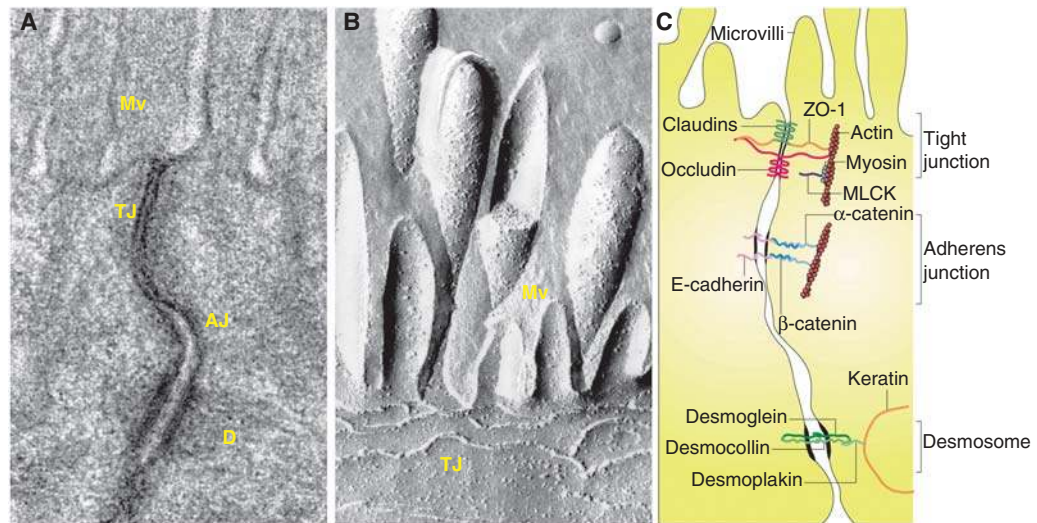 A
Mv
TJ
AJ
D
B
Mv
TJ
C
Microvilli
ZO-1
Claudins
Actin
Tight
junction
Myosin
Occludin
MLCK
α-catenin
Adherens
junction
E-cadherin
β-catenin
Keratin
Desmoglein
Desmosome
Desmocollin
Desmoplakin